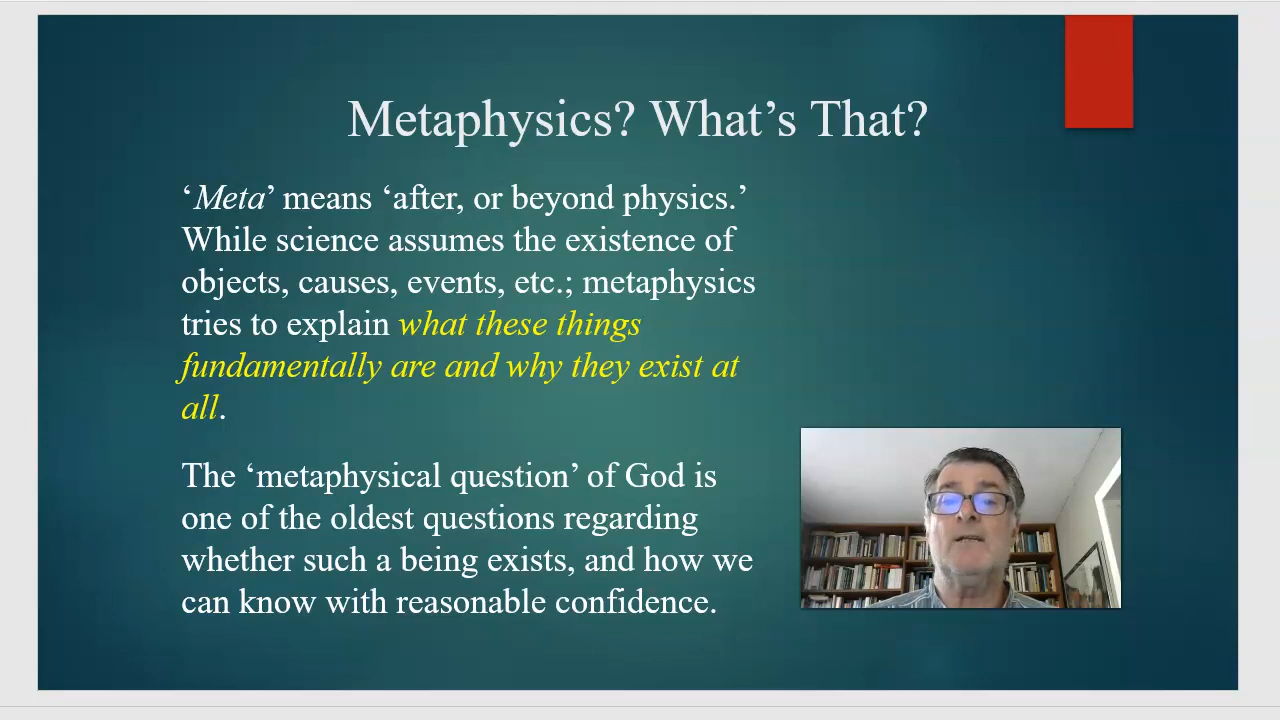 Metaphysics? What’s That?
‘Meta’ means ‘after, or beyond physics.’
While science assumes the existence of
objects, causes, events, etc.; metaphysics
tries to explain what these things
fundamentally are and why they exist at
all.
The ‘metaphysical question’ of God is
one of the oldest questions regarding
whether such a being exists, and how we
can know with reasonable confidence.